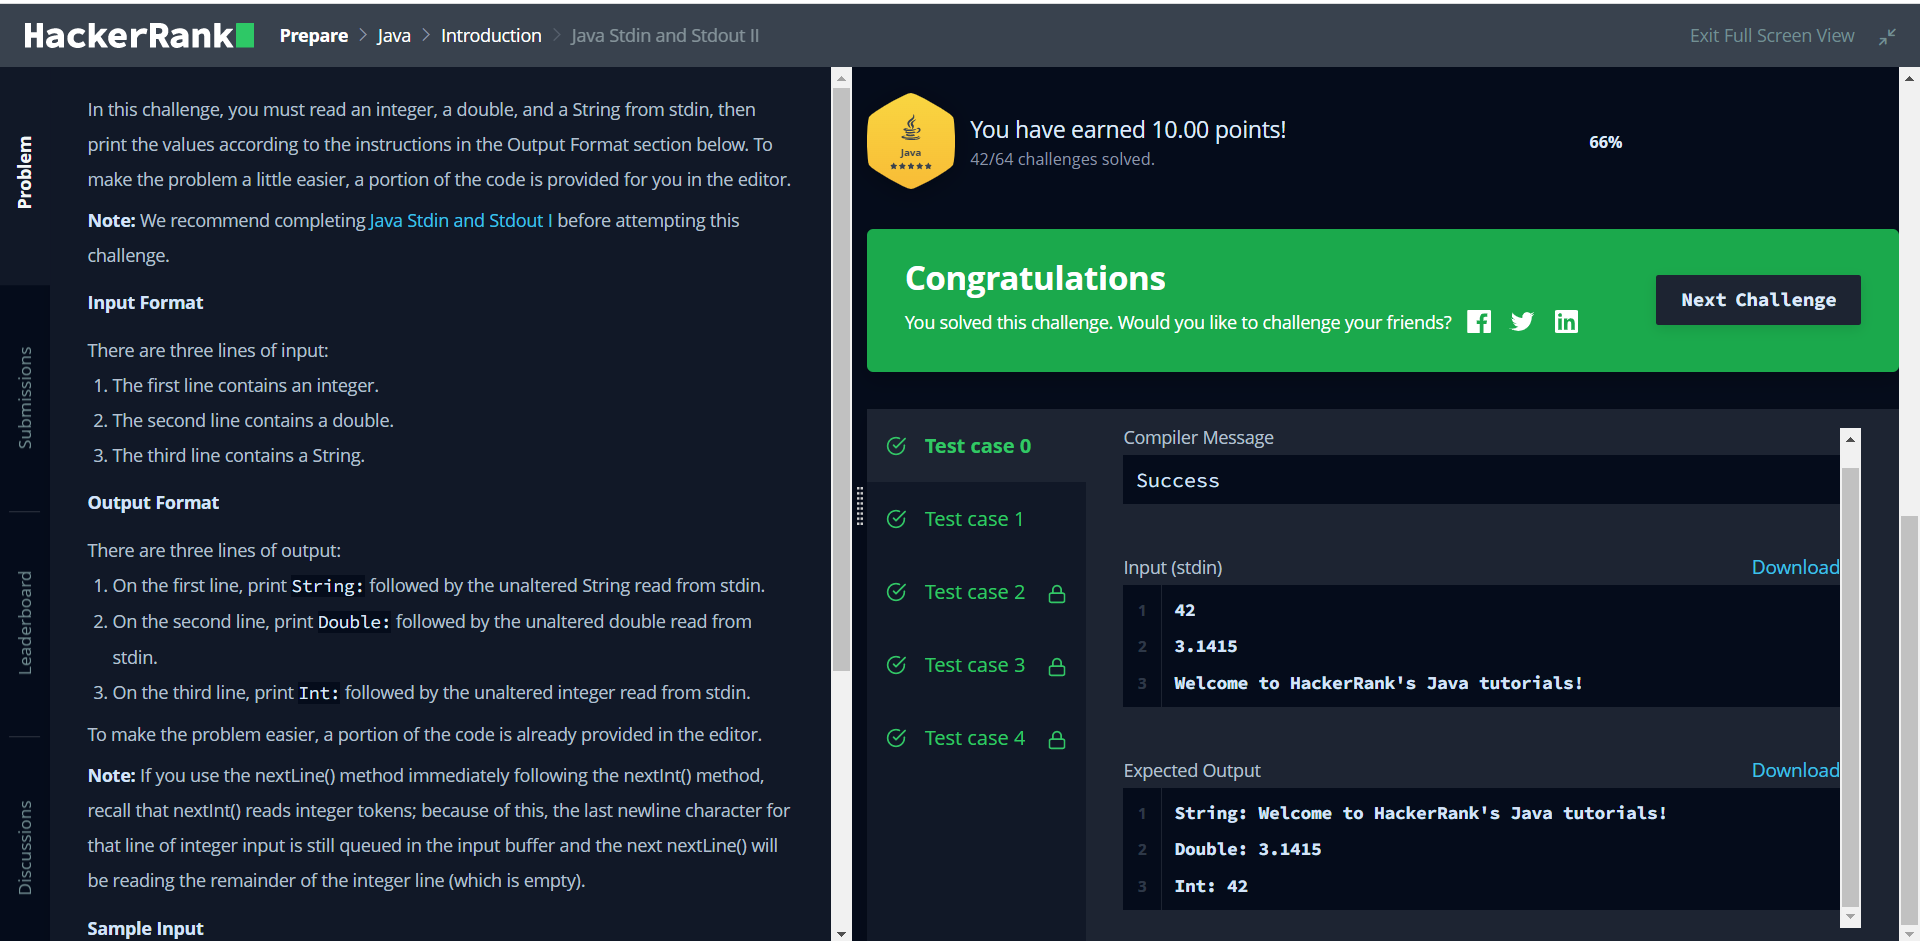 HackerRank
Prepare > Java > Introduction > Java Stdin and Stdout II
Exit Full Screen View
Problem
Submissions
Leaderboard
Discussions
In this challenge, you must read an integer, a double, and a String from stdin, then
print the values according to the instructions in the Output Format section below. To
make the problem a little easier, a portion of the code is provided for you in the editor.
Note: We recommend completing Java Stdin and Stdout I before attempting this
challenge.
Input Format
There are three lines of input:
1. The first line contains an integer.
2. The second line contains a double.
3. The third line contains a String.
Output Format
There are three lines of output:
1. On the first line, print String: followed by the unaltered String read from stdin.
2. On the second line, print Double: followed by the unaltered double read from
stdin.
3. On the third line, print Int: followed by the unaltered integer read from stdin.
To make the problem easier, a portion of the code is already provided in the editor.
Note: If you use the nextLine() method immediately following the nextInt() method,
recall that nextInt() reads integer tokens; because of this, the last newline character for
that line of integer input is still queued in the input buffer and the next nextLine() will
be reading the remainder of the integer line (which is empty).
Sample Input
Java
You have earned 10.00 points!
42/64 challenges solved.
66%
Congratulations
You solved this challenge. Would you like to challenge your friends?
Next Challenge
Test case 0
Test case 1
Test case 2
Test case 3
Test case 4
Compiler Message
Success
Input (stdin)
Download
1 42
2 3.1415
3 Welcome to HackerRank's Java tutorials!
Expected Output
Download
1 String: Welcome to HackerRank's Java tutorials!
2 Double: 3.1415
3 Int: 42